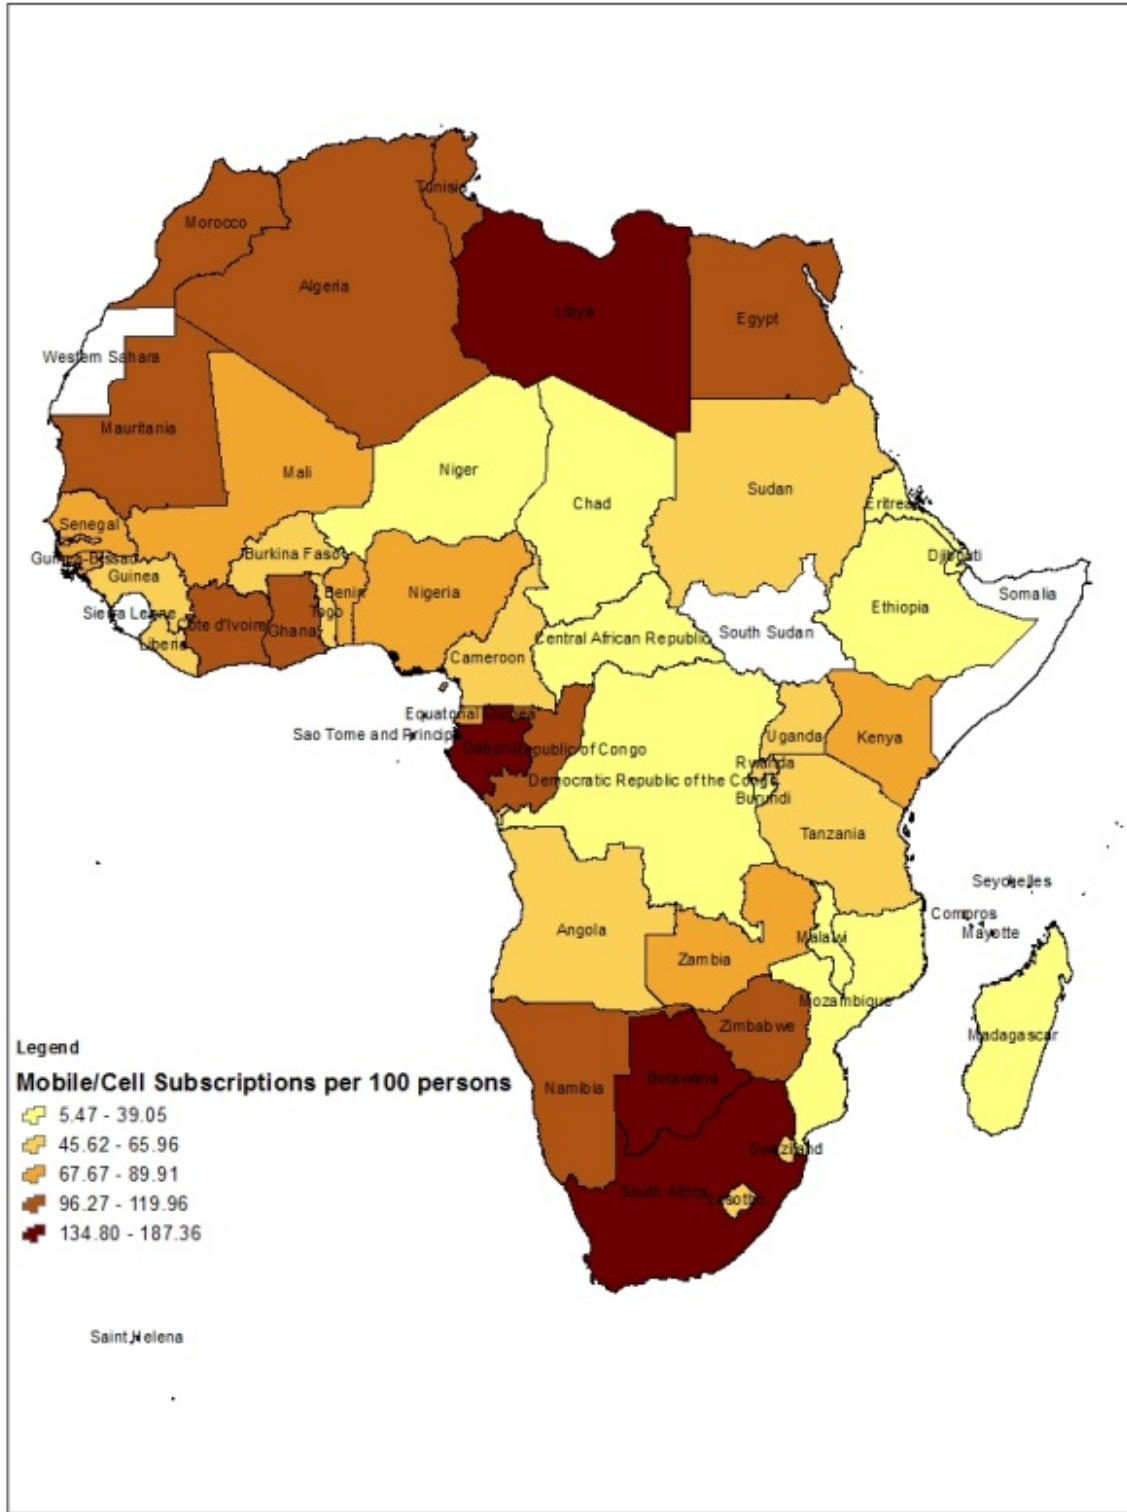 Tunisia
Morocco
Algeria
Libya
Egypt
Western Sahara
Mauritania
Mali
Niger
Chad
Sudan
Eritrea
Senegal
Djibouti
Guinea-Bissau
Burkina Faso
Guinea
Benin
Nigeria
Ethiopia
Somalia
Sierra Leone
Togo
Cote d'Ivoire
Ghana
South Sudan
Central African Republic
Liberia
Cameroon
Equatorial Guinea
Sao Tome and Principe
Gabon
Republic of Congo
Uganda
Kenya
Rwanda
Democratic Republic of the Congo
Burundi
Tanzania
Seychelles
Comoros
Mayotte
Angola
Malawi
Zambia
Mozambique
Zimbabwe
Madagascar
Namibia
Botswana
Swaziland
South Africa
Lesotho
Legend
Mobile/Cell Subscriptions per 100 persons
5.47 - 39.05
45.62 - 65.96
67.67 - 89.91
96.27 - 119.96
134.80 - 187.36
Saint Helena